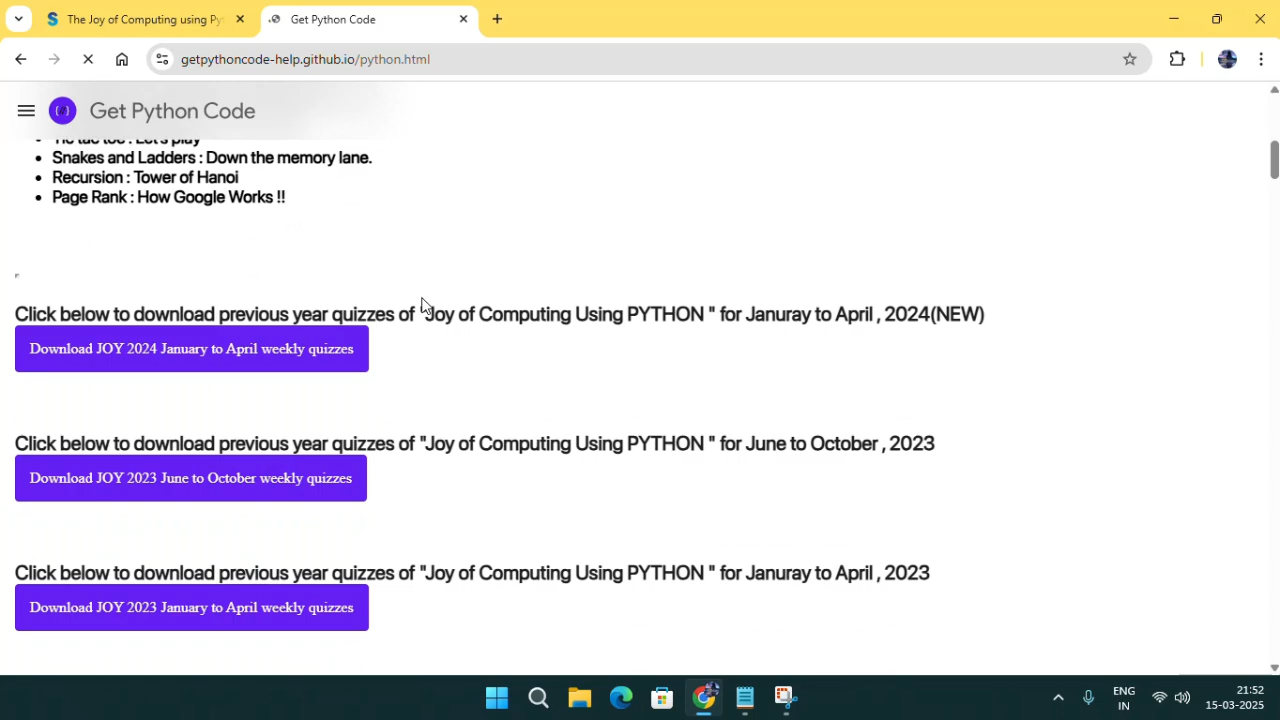 The Joy of Computing using Py
Get Python Code
getpythoncode-help.github.io/python.html
Get Python Code
Tic tac toe : Let's play
Snakes and Ladders : Down the memory lane.
Recursion : Tower of Hanoi
Page Rank : How Google Works !!
Click below to download previous year quizzes of "Joy of Computing Using PYTHON " for Januray to April , 2024(NEW)
Download JOY 2024 January to April weekly quizzes
Click below to download previous year quizzes of "Joy of Computing Using PYTHON " for June to October , 2023
Download JOY 2023 June to October weekly quizzes
Click below to download previous year quizzes of "Joy of Computing Using PYTHON " for Januray to April , 2023
Download JOY 2023 January to April weekly quizzes
ENG
IN
21:52
15-03-2025